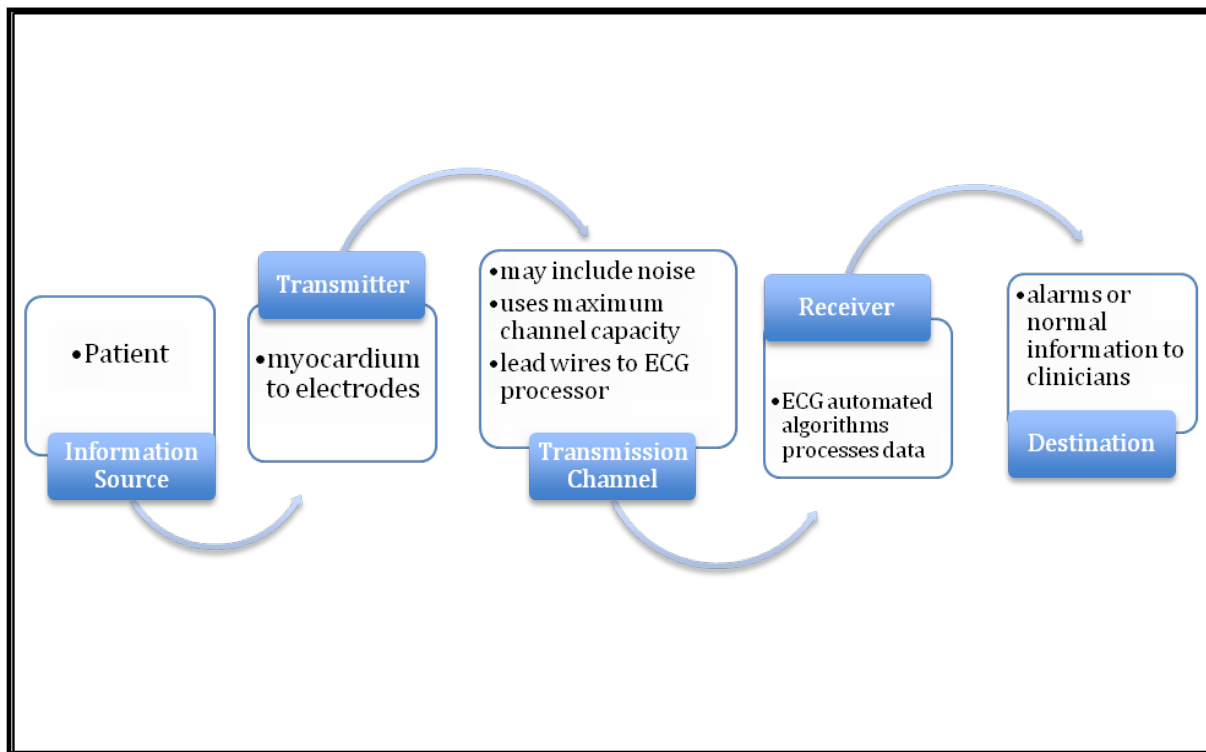 •Patient
Information
Source
Transmitter
•myocardium
to electrodes
•may include noise
•uses maximum
channel capacity
•lead wires to ECG
processor
Transmission
Channel
Receiver
•ECG automated
algorithms
processes data
•alarms or
normal
information to
clinicians
Destination